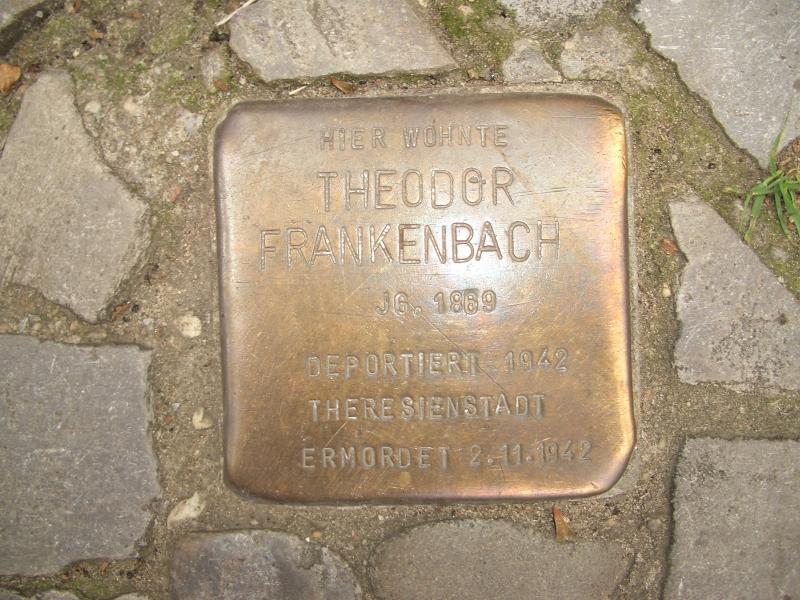 HIER WOHNTE
THEODOR
FRANKENBACH
JG. 1869
DEPORTIERT 1942
THERESIENSTADT
ERMORDET 2.11.1942